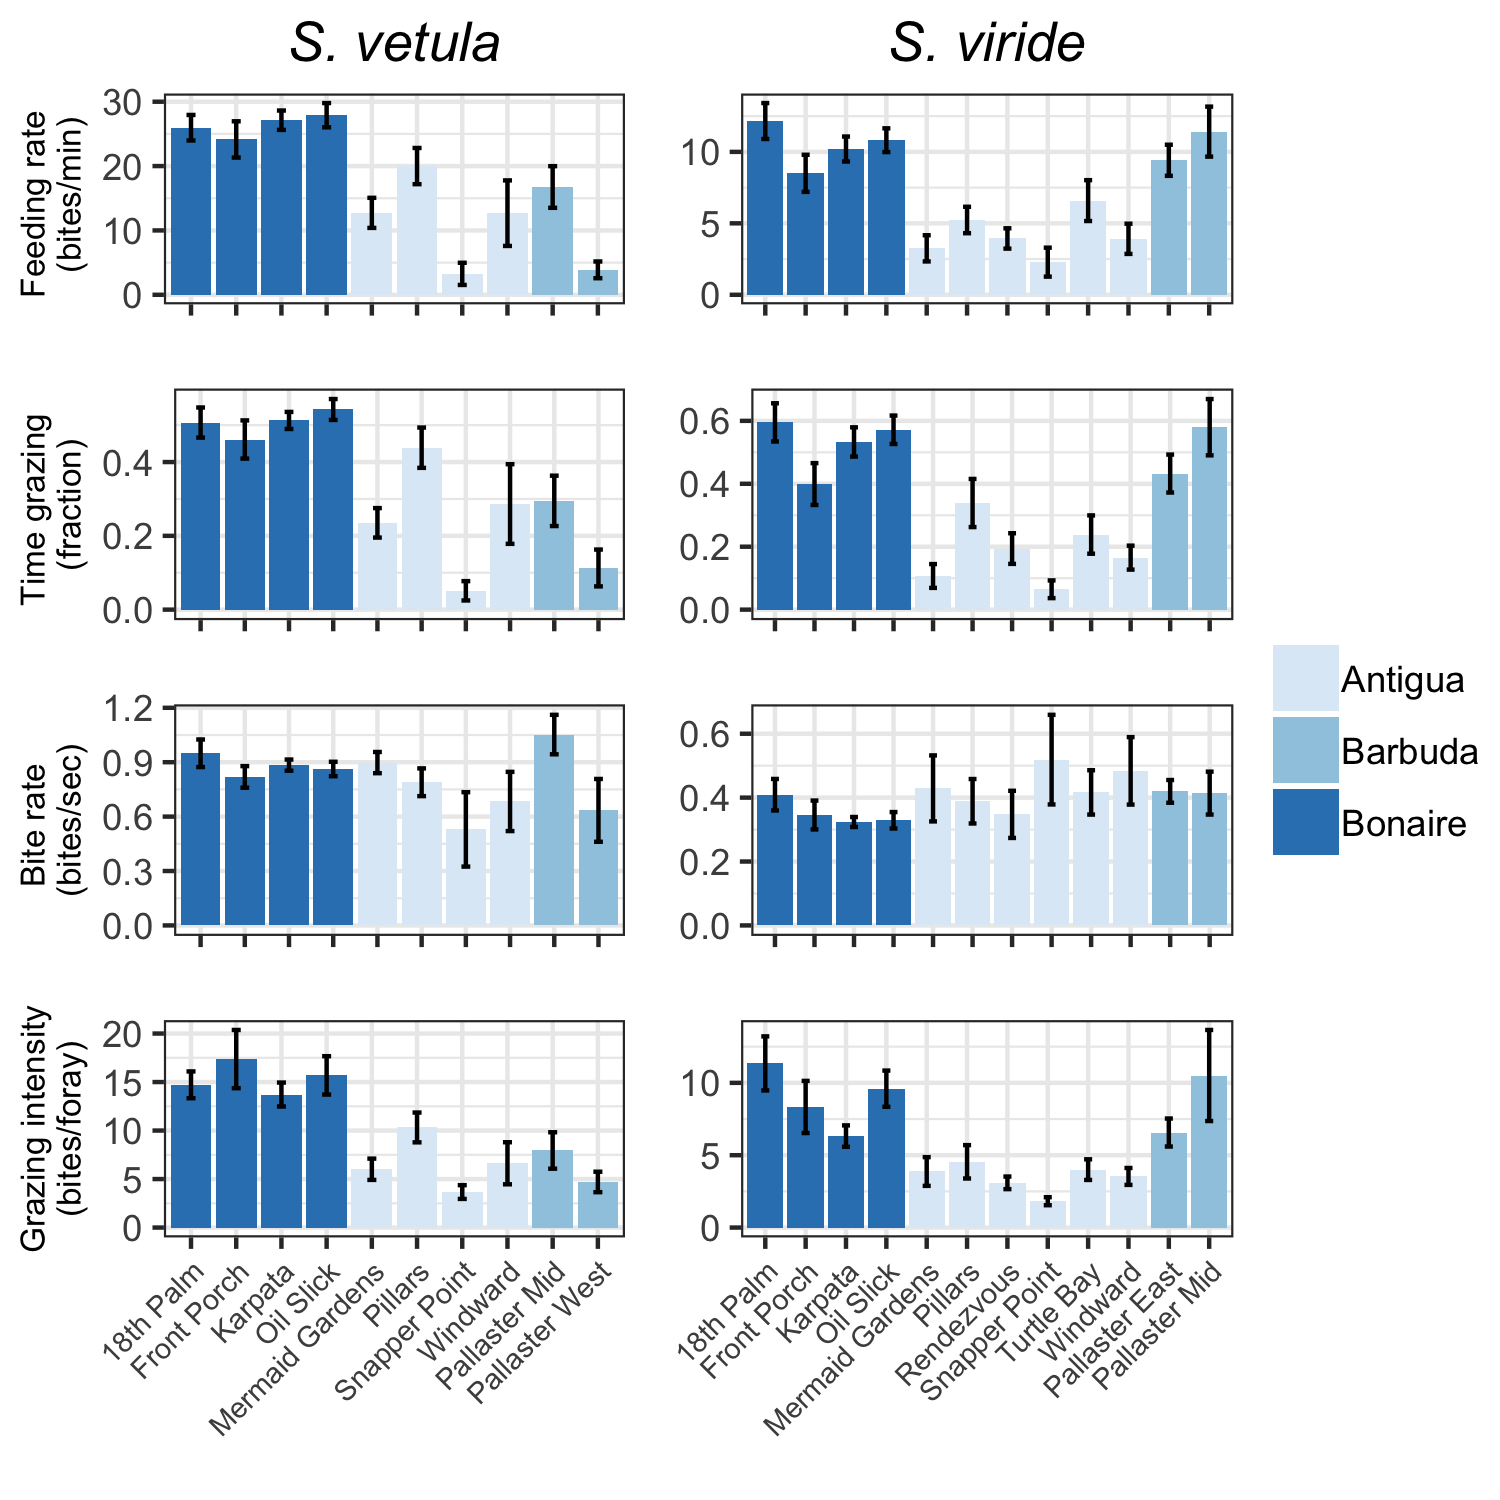 S. vetula
S. viride
Feeding rate
(bites/min)
30
20
10
0
10
5
0
Time grazing
(fraction)
0.4
0.2
0.0
0.6
0.4
0.2
0.0
Bite rate
(bites/sec)
1.2
0.9
0.6
0.3
0.0
0.6
0.4
0.2
0.0
Antigua
Barbuda
Bonaire
Grazing intensity
(bites/foray)
20
15
10
5
0
10
5
0
18th Palm
Front Porch
Karpata
Oil Slick
Mermaid Gardens
Pillars
Snapper Point
Windward
Pallaster Mid
Pallaster West
18th Palm
Front Porch
Karpata
Oil Slick
Mermaid Gardens
Pillars
Rendezvous
Snapper Point
Turtle Bay
Windward
Pallaster East
Pallaster Mid